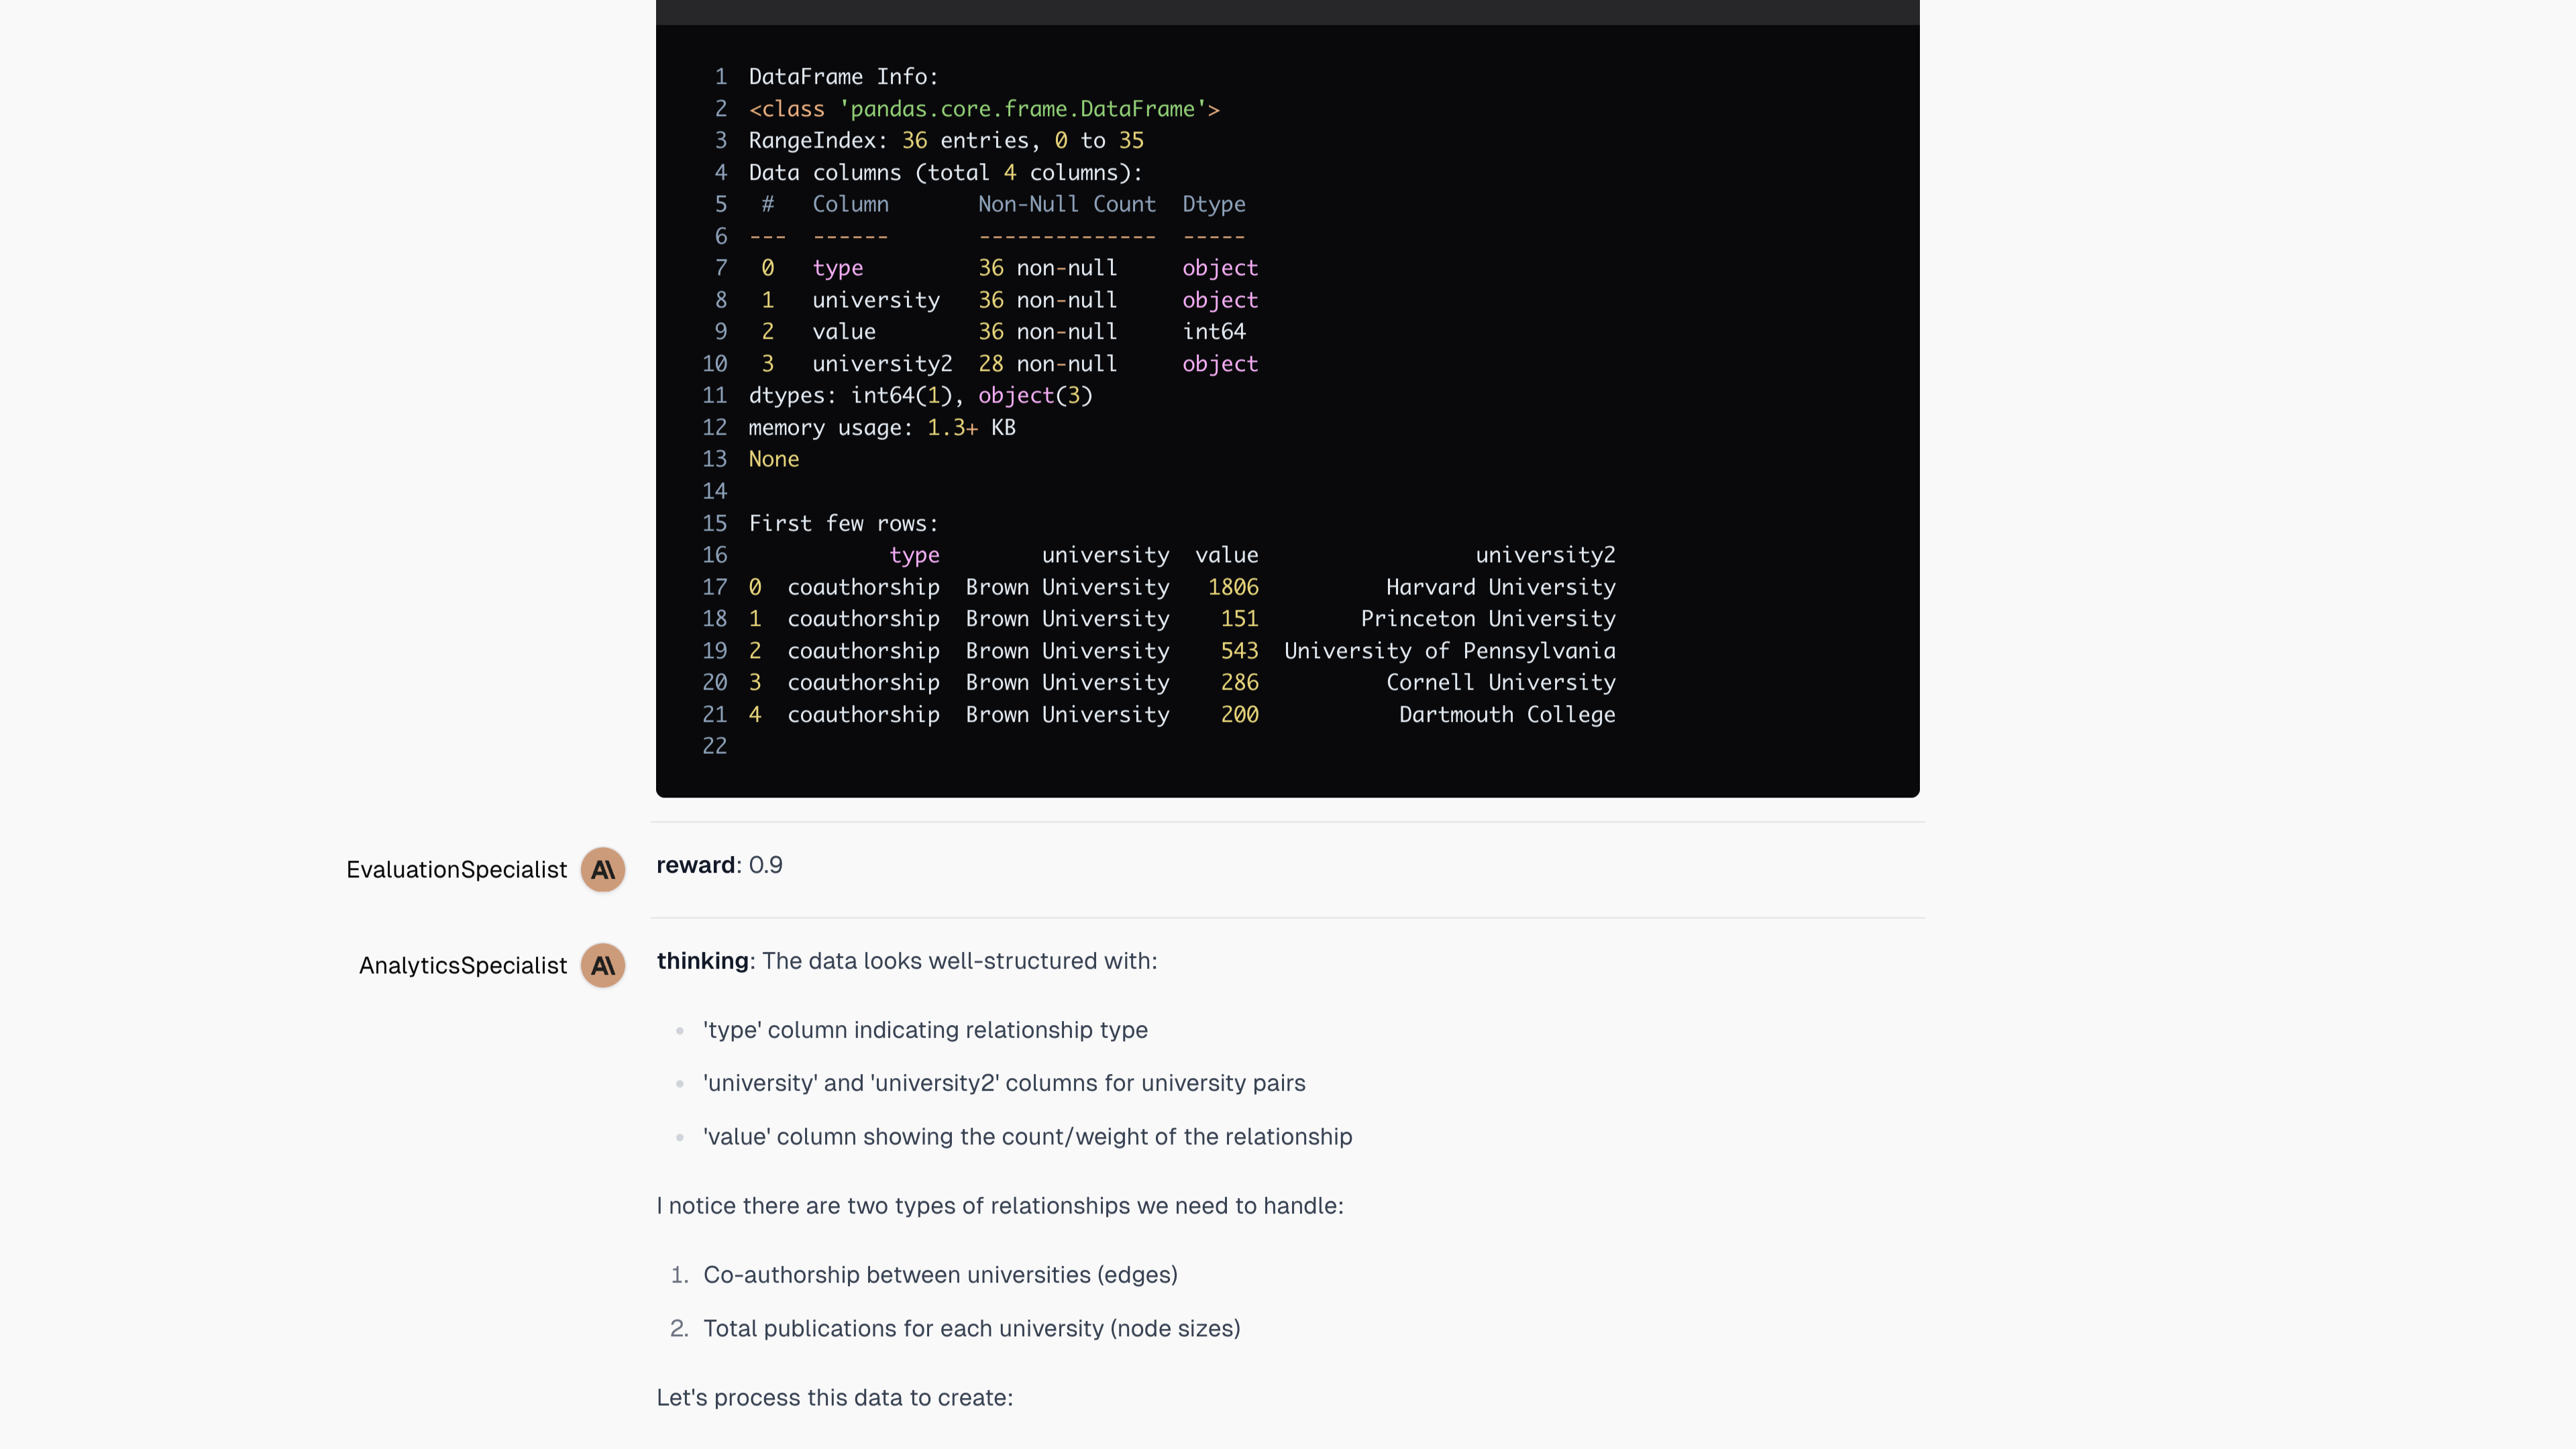 1 DataFrame Info:
2 <class 'pandas.core.frame.DataFrame'>
3 RangeIndex: 36 entries, 0 to 35
4 Data columns (total 4 columns):
5  #   Column       Non-Null Count  Dtype
6 ---  ------       --------------  -----
7  0   type         36 non-null     object
8  1   university   36 non-null     object
9  2   value        36 non-null     int64
10  3   university2  28 non-null     object
11 dtypes: int64(1), object(3)
12 memory usage: 1.3+ KB
13 None
14
15 First few rows:
16            type        university  value                 university2
17 0  coauthorship  Brown University   1806          Harvard University
18 1  coauthorship  Brown University    151        Princeton University
19 2  coauthorship  Brown University    543  University of Pennsylvania
20 3  coauthorship  Brown University    286          Cornell University
21 4  coauthorship  Brown University    200           Dartmouth College
22
EvaluationSpecialist A\ reward: 0.9
AnalyticsSpecialist A\ thinking: The data looks well-structured with:
• 'type' column indicating relationship type
• 'university' and 'university2' columns for university pairs
• 'value' column showing the count/weight of the relationship
I notice there are two types of relationships we need to handle:
1. Co-authorship between universities (edges)
2. Total publications for each university (node sizes)
Let's process this data to create: